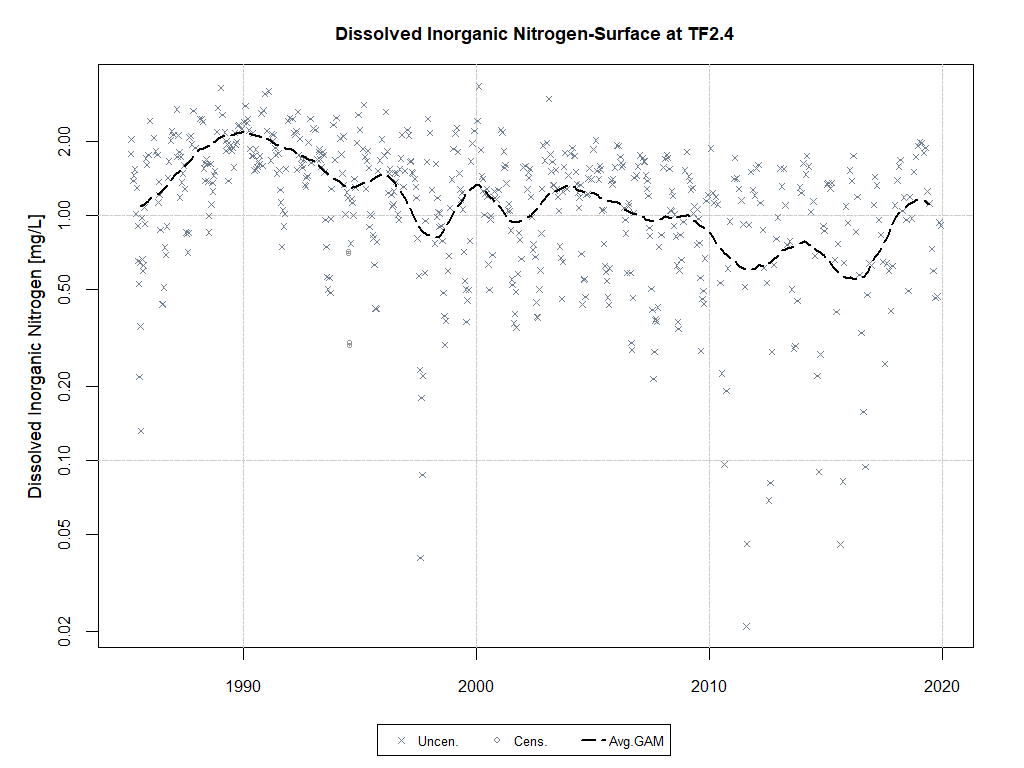 Dissolved Inorganic Nitrogen-Surface at TF2.4
Dissolved Inorganic Nitrogen [mg/L]
2.00
1.00
0.50
0.20
0.10
0.05
0.02
1990 2000 2010 2020
Uncen. Cens. Avg.GAM